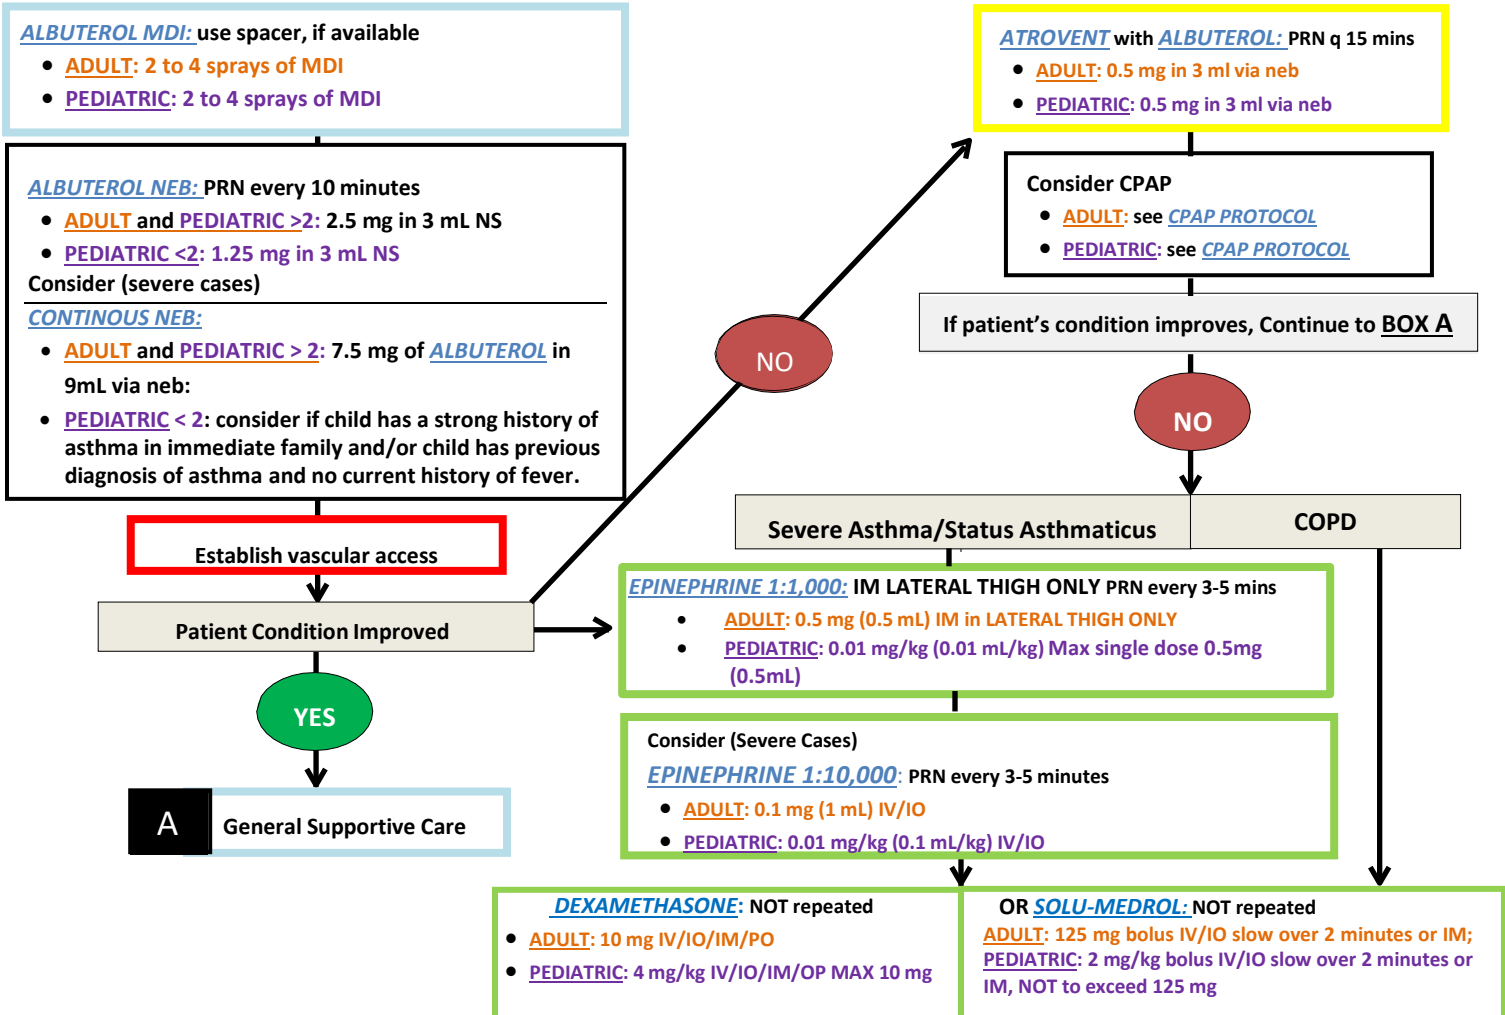 ALBUTEROL MDI: use spacer, if available
• ADULT: 2 to 4 sprays of MDI
• PEDIATRIC: 2 to 4 sprays of MDI
ALBUTEROL NEB: PRN every 10 minutes
• ADULT and PEDIATRIC >2: 2.5 mg in 3 mL NS
• PEDIATRIC <2: 1.25 mg in 3 mL NS
Consider (severe cases)
CONTINOUS NEB:
• ADULT and PEDIATRIC > 2: 7.5 mg of ALBUTEROL in
9mL via neb:
• PEDIATRIC < 2: consider if child has a strong history of
asthma in immediate family and/or child has previous
diagnosis of asthma and no current history of fever.
Establish vascular access
Patient Condition Improved
YES
A
General Supportive Care
NO
ATROVENT with ALBUTEROL: PRN q 15 mins
• ADULT: 0.5 mg in 3 ml via neb
• PEDIATRIC: 0.5 mg in 3 ml via neb
Consider CPAP
• ADULT: see CPAP PROTOCOL
• PEDIATRIC: see CPAP PROTOCOL
If patient’s condition improves, Continue to BOX A
NO
Severe Asthma/Status Asthmaticus
COPD
EPINEPHRINE 1:1,000: IM LATERAL THIGH ONLY PRN every 3-5 mins
• ADULT: 0.5 mg (0.5 mL) IM in LATERAL THIGH ONLY
• PEDIATRIC: 0.01 mg/kg (0.01 mL/kg) Max single dose 0.5mg
(0.5mL)
Consider (Severe Cases)
EPINEPHRINE 1:10,000: PRN every 3-5 minutes
• ADULT: 0.1 mg (1 mL) IV/IO
• PEDIATRIC: 0.01 mg/kg (0.1 mL/kg) IV/IO
DEXAMETHASONE: NOT repeated
• ADULT: 10 mg IV/IO/IM/PO
• PEDIATRIC: 4 mg/kg IV/IO/IM/OP MAX 10 mg
OR SOLU-MEDROL: NOT repeated
ADULT: 125 mg bolus IV/IO slow over 2 minutes or IM;
PEDIATRIC: 2 mg/kg bolus IV/IO slow over 2 minutes or
IM, NOT to exceed 125 mg